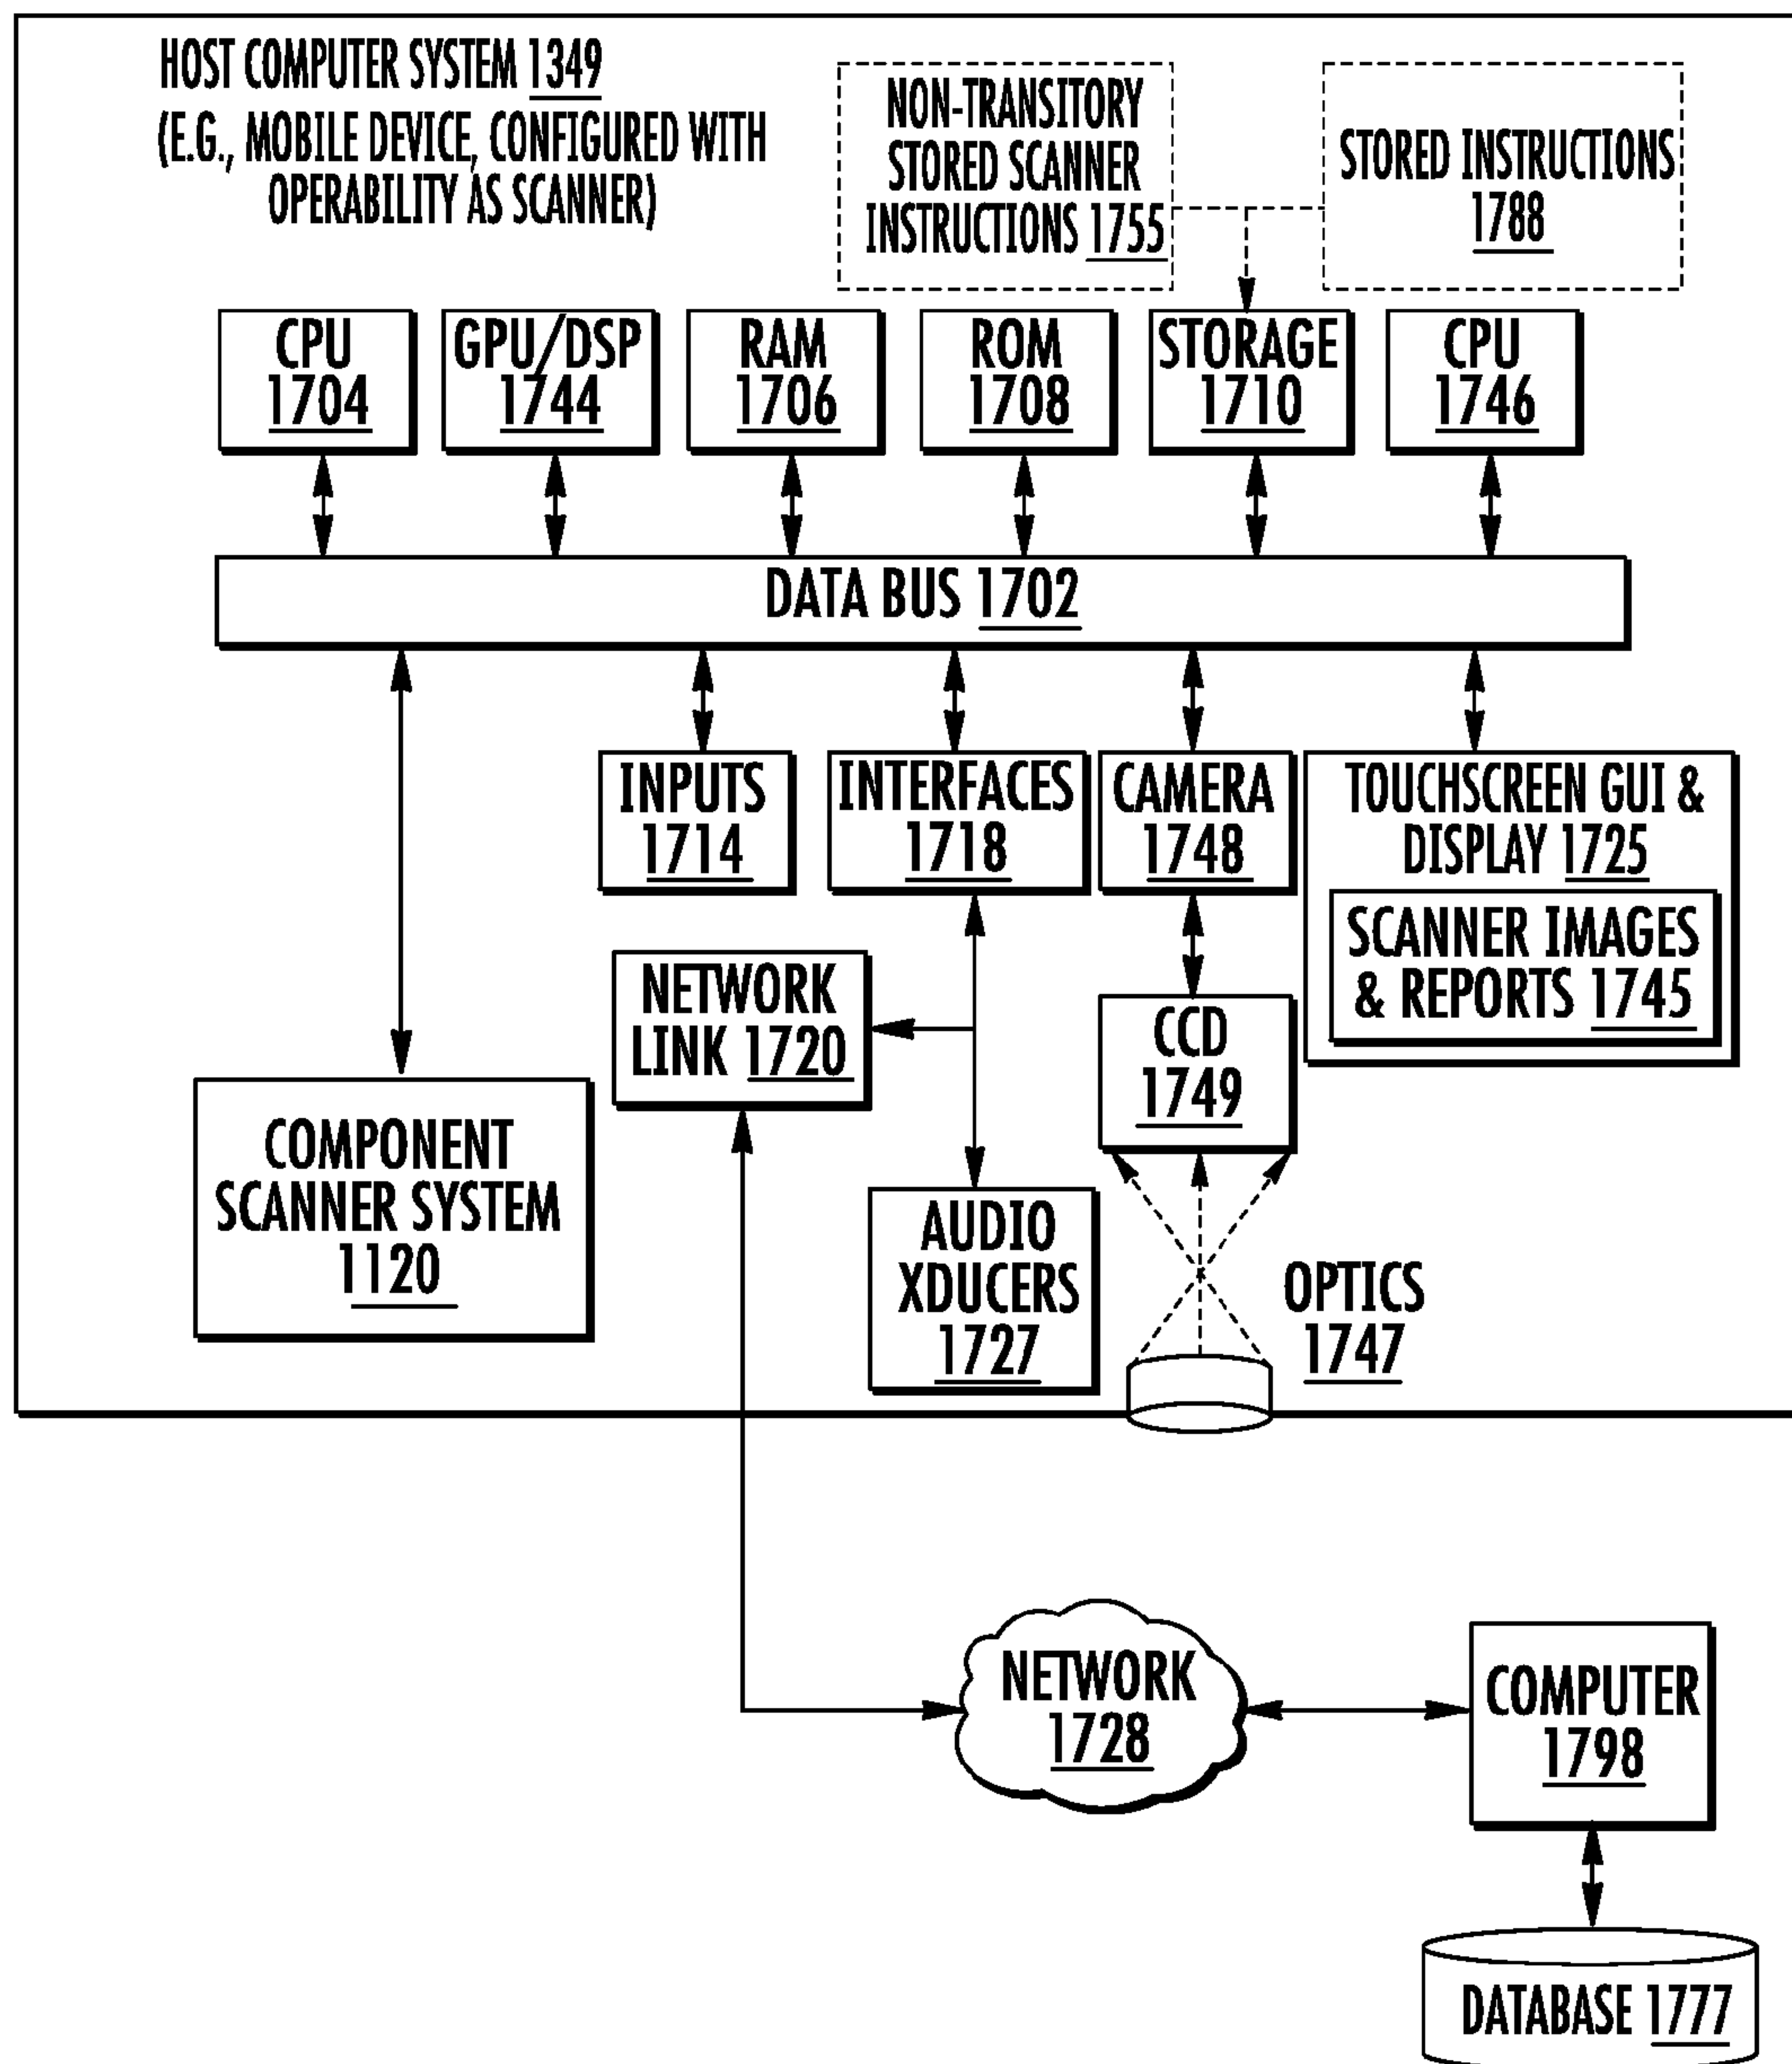 HOST COMPUTER SYSTEM 1349
(E.G., MOBILE DEVICE, CONFIGURED WITH
OPERABILITY AS SCANNER)
NON-TRANSITORY
STORED SCANNER
INSTRUCTIONS 1755
STORED INSTRUCTIONS
1788
CPU
1704
GPU/DSP
1744
RAM
1706
ROM
1708
STORAGE
1710
CPU
1746
DATA BUS 1702
INPUTS
1714
INTERFACES
1718
CAMERA
1748
TOUCHSCREEN GUI &
DISPLAY 1725
SCANNER IMAGES
& REPORTS 1745
NETWORK
LINK 1720
CCD
1749
COMPONENT
SCANNER SYSTEM
1120
AUDIO
XDUCERS
1727
OPTICS
1747
NETWORK
1728
COMPUTER
1798
DATABASE 1777